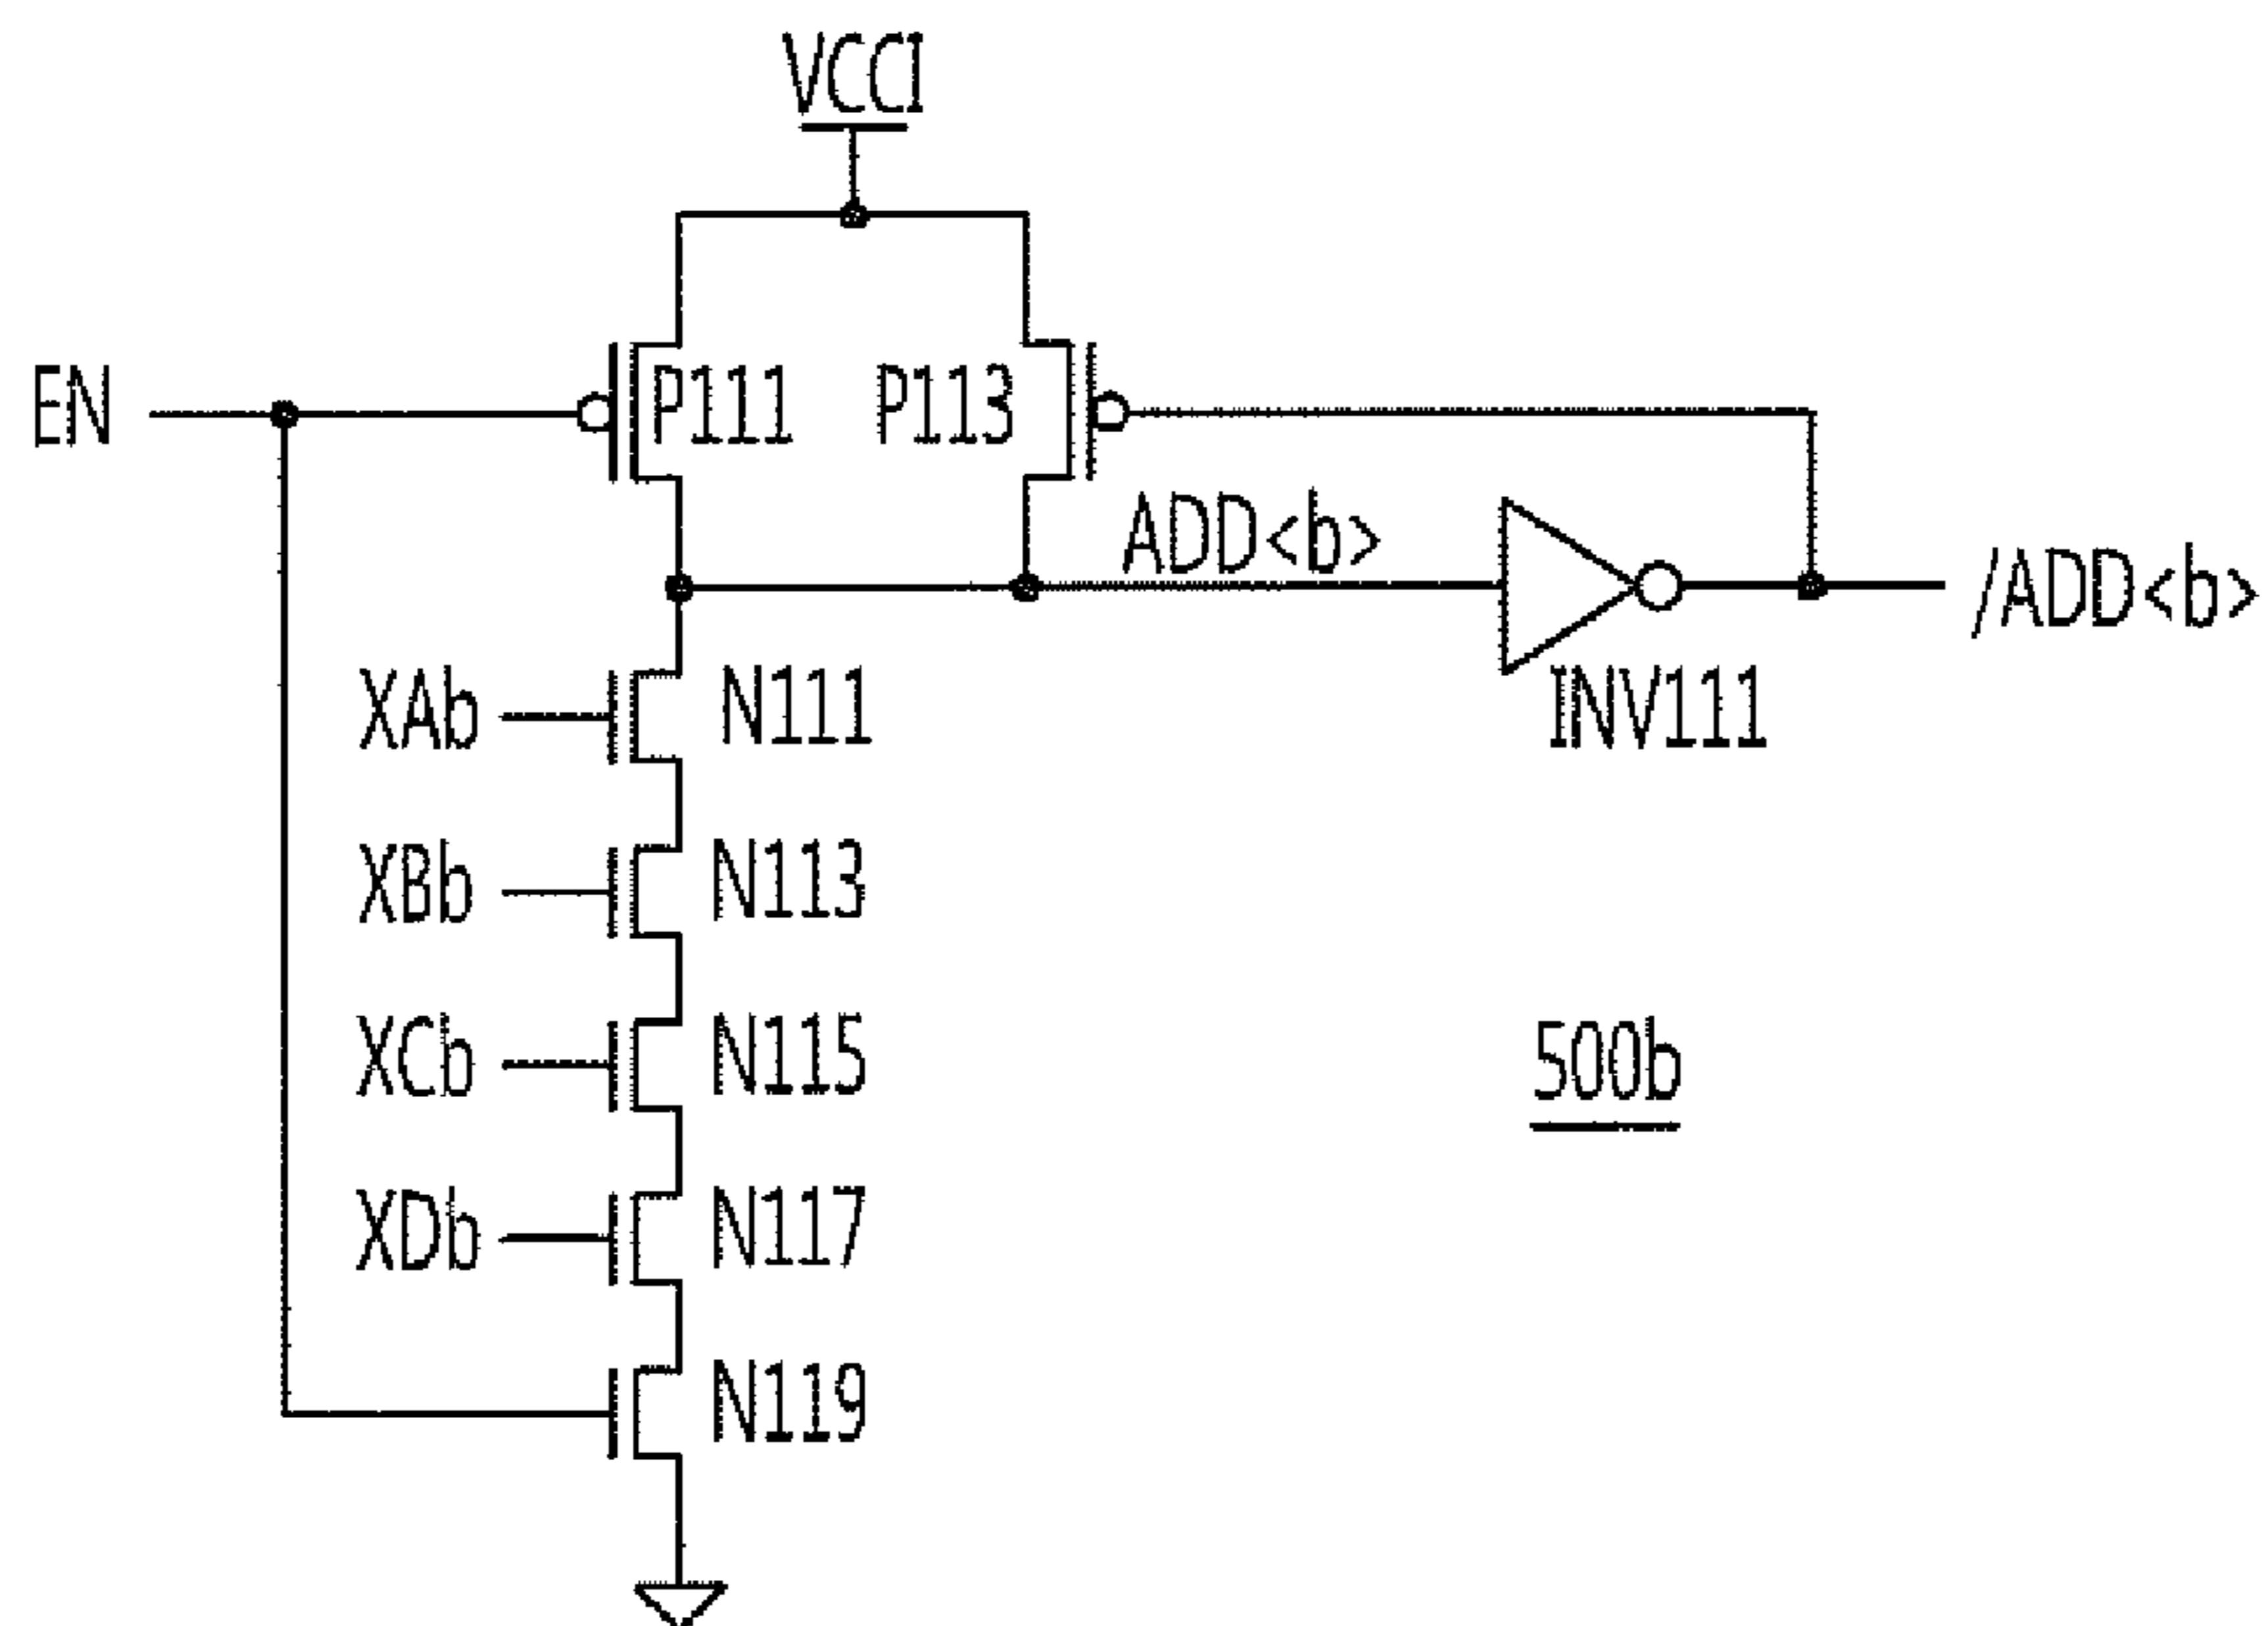 VCCI
EN
P111
P113
ADD<b>
/ADD<b>
XAb
N111
INV111
XBb
N113
XCb
N115
500b
XDb
N117
N119